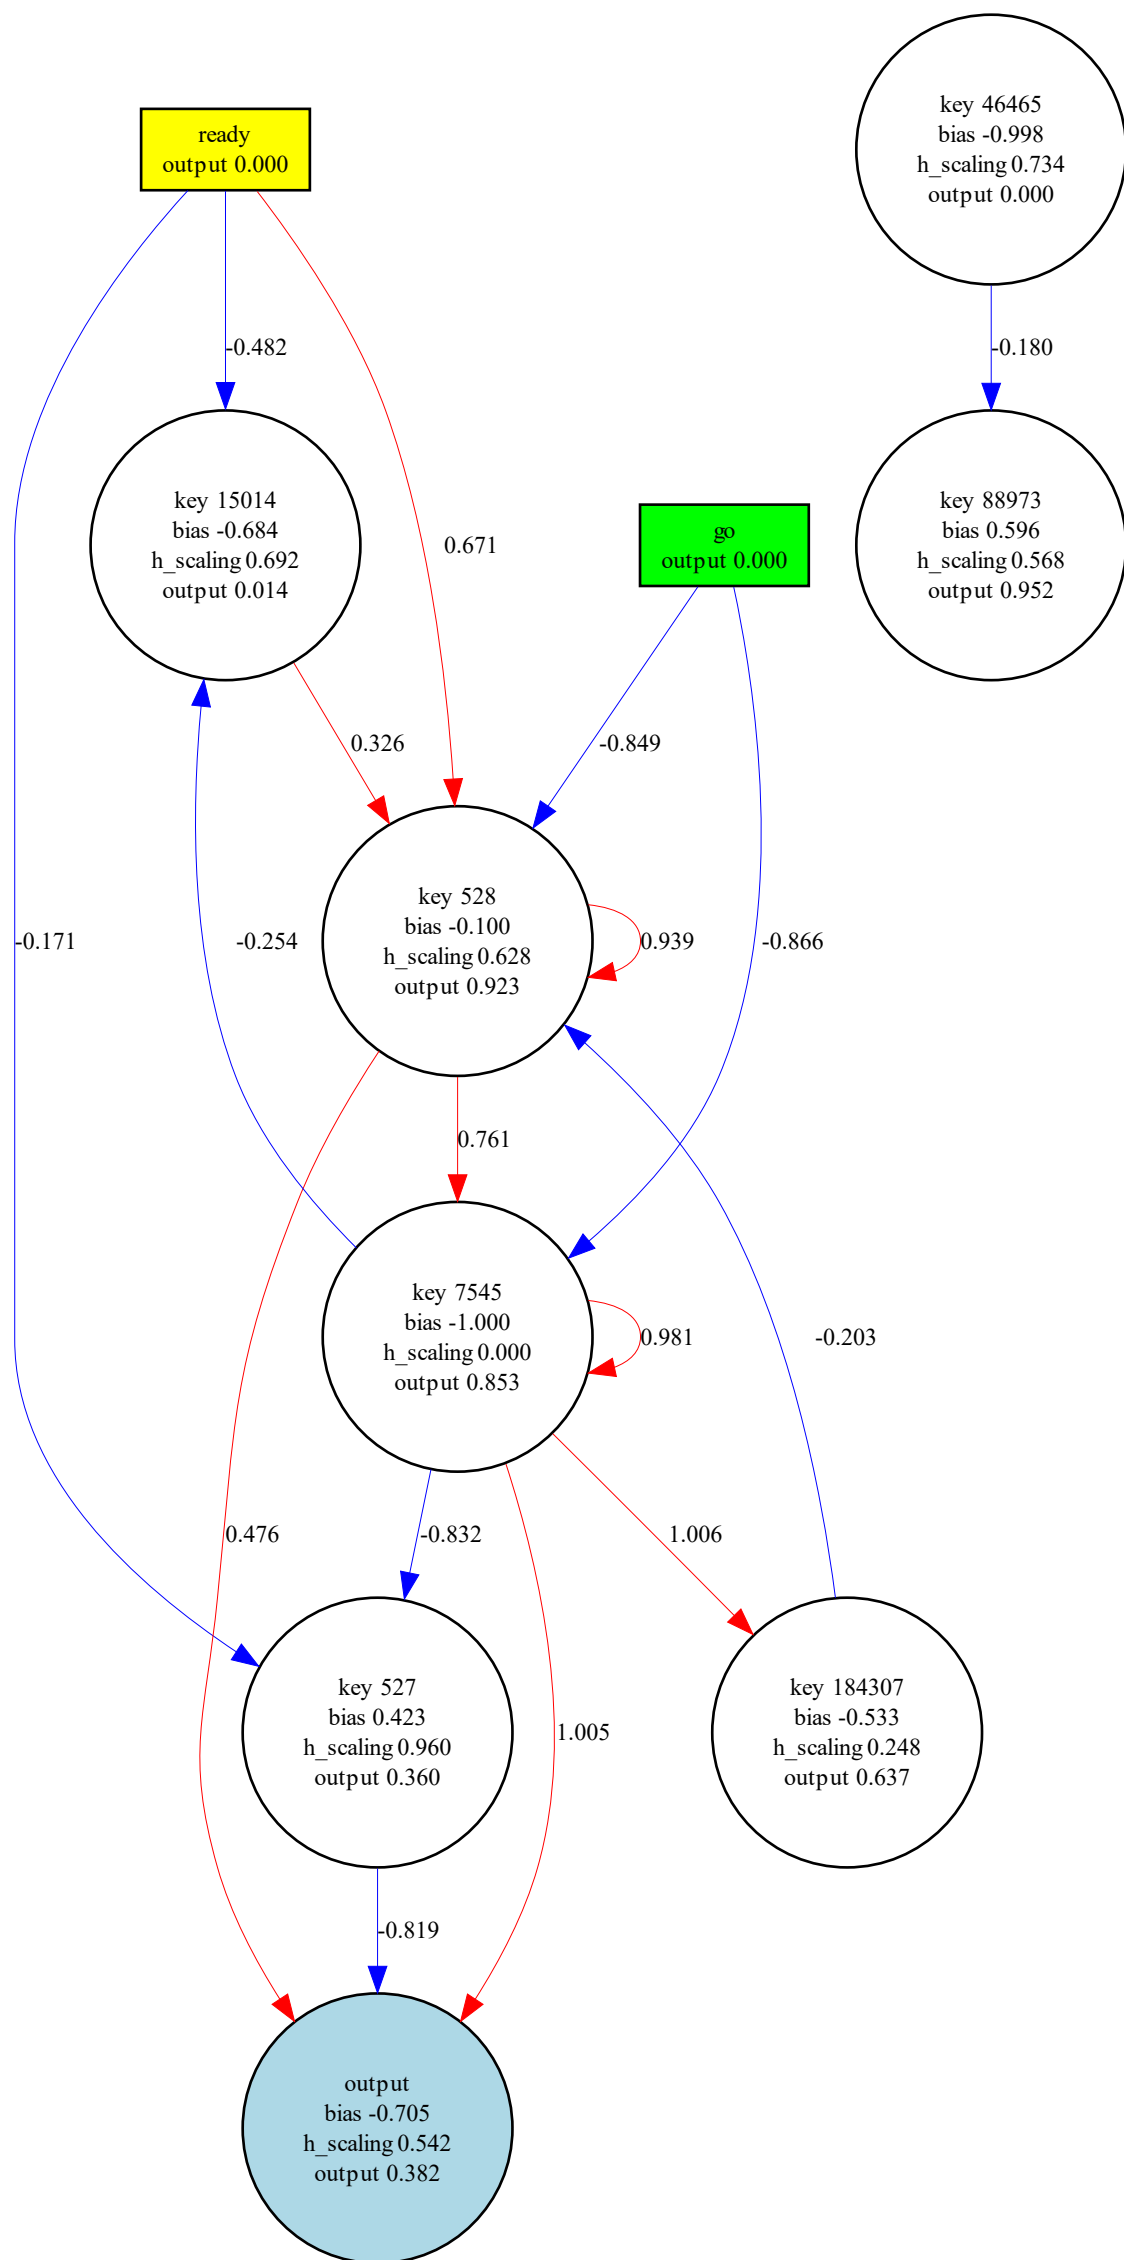 key 46465
bias -0.998
h_scaling 0.734
output 0.000
ready
output 0.000
-0.482
-0.180
key 15014
bias -0.684
h_scaling 0.692
output 0.014
0.671
go
output 0.000
key 88973
bias 0.596
h_scaling 0.568
output 0.952
0.326
-0.849
-0.171
-0.254
key 528
bias -0.100
h_scaling 0.628
output 0.923
0.939
-0.866
0.761
key 7545
bias -1.000
h_scaling 0.000
output 0.853
0.981
-0.203
0.476
-0.832
1.006
key 527
bias 0.423
h_scaling 0.960
output 0.360
1.005
key 184307
bias -0.533
h_scaling 0.248
output 0.637
-0.819
output
bias -0.705
h_scaling 0.542
output 0.382